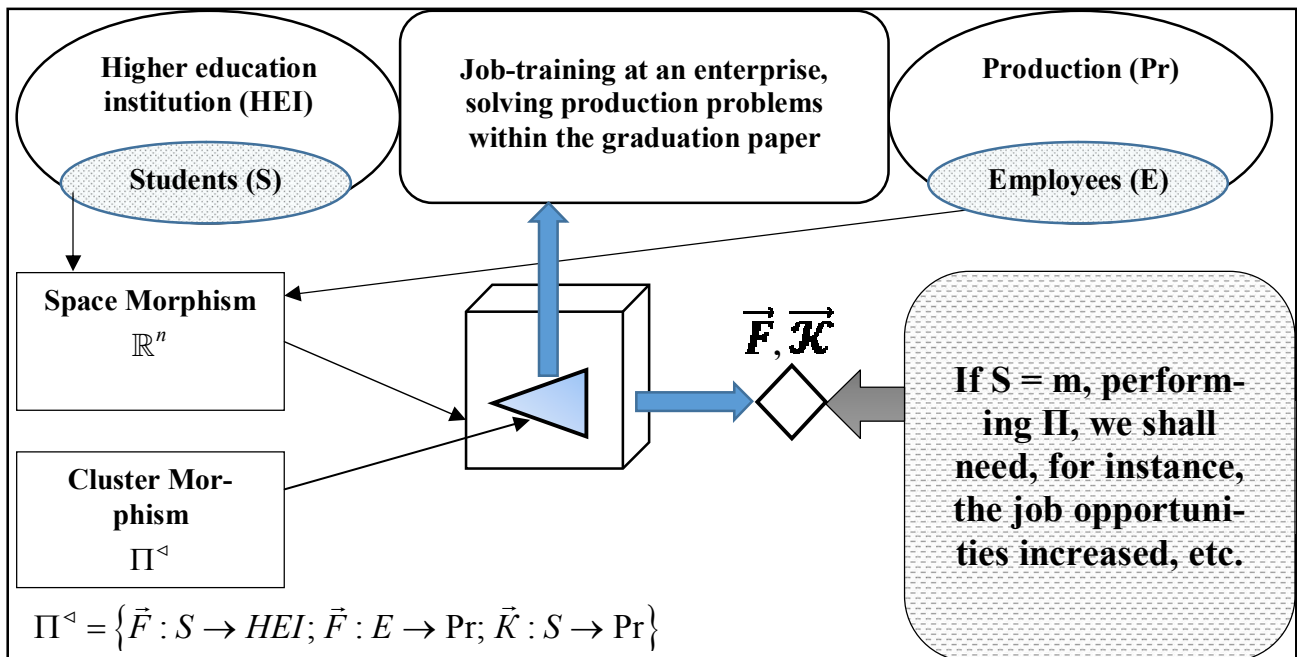 Higher education
institution (HEI)
Students (S)
Job-training at an enterprise,
solving production problems
within the graduation paper
Production (Pr)
Employees (E)
Space Morphism
ℝⁿ
Cluster Mor-
phism
Π^⊲
F⃗, 𝒦⃗
If S = m, perform-
ing Π, we shall
need, for instance,
the job opportuni-
ties increased, etc.
Π^⊲ = {F⃗ : S → HEI; F⃗ : E → Pr; K⃗ : S → Pr}